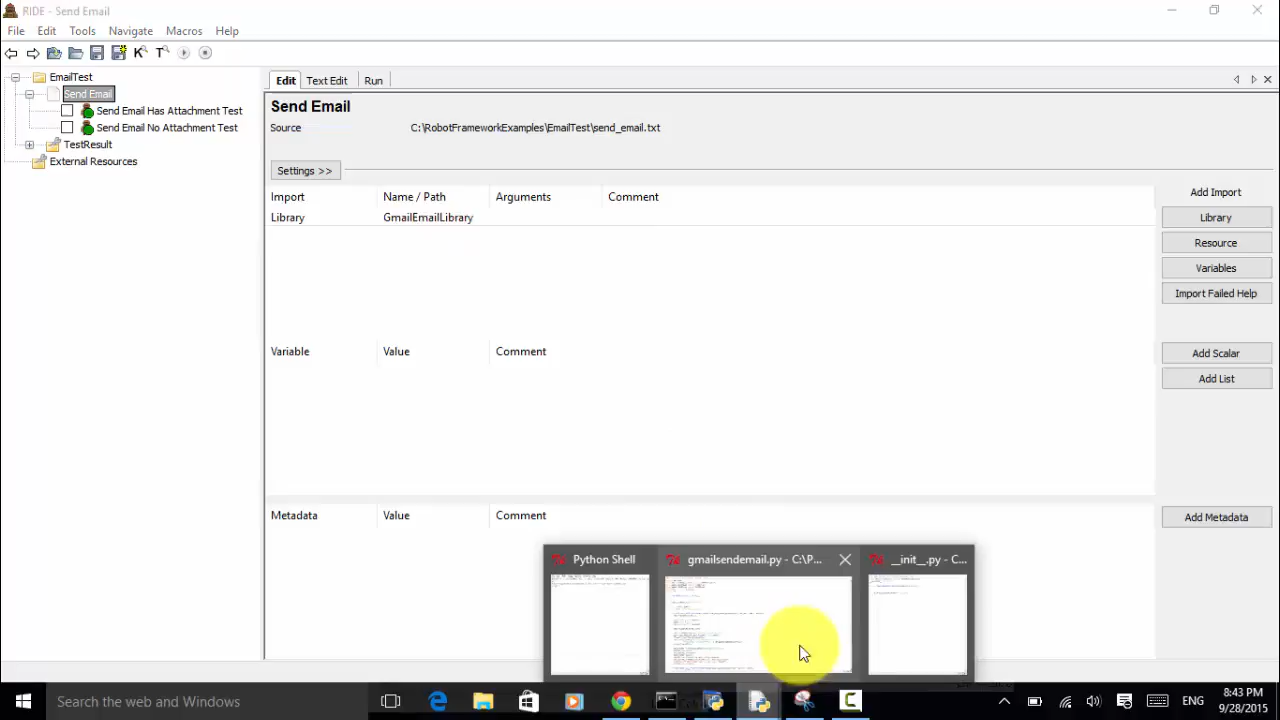 RIDE - Send Email
File Edit Tools Navigate Macros Help
EmailTest
Send Email
Send Email Has Attachment Test
Send Email No Attachment Test
TestResult
External Resources
Edit Text Edit Run
Send Email
Source C:\RobotFrameworkExamples\EmailTest\send_email.txt
Settings >>
Import Name / Path Arguments Comment
Library GmailEmailLibrary
Add Import
Library
Resource
Variables
Import Failed Help
Variable Value Comment
Add Scalar
Add List
Metadata Value Comment
Add Metadata
Python Shell gmailsendemail.py - C:\P... __init__.py - C...
Search the web and Windows
ENG
8:43 PM
9/28/2015